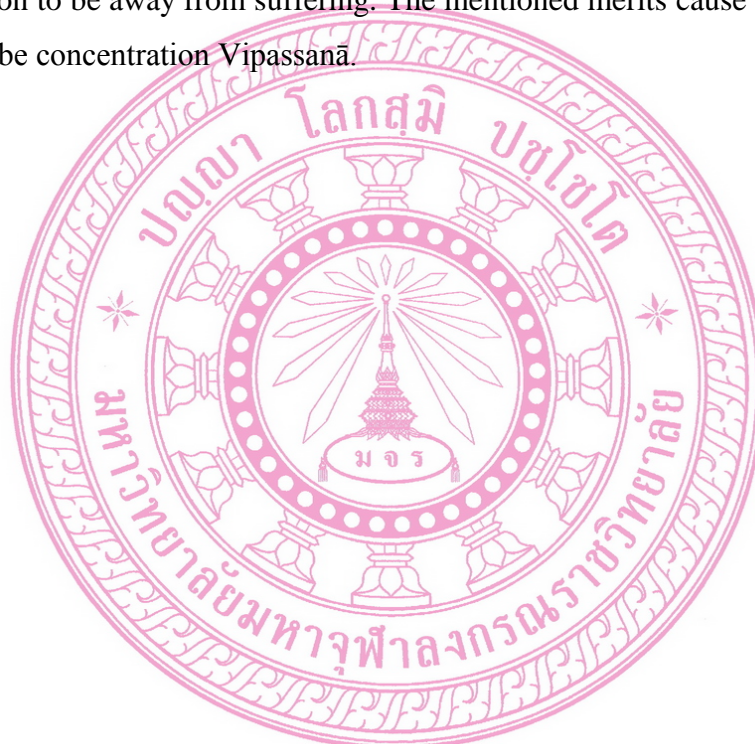 on to be away from suffering. The mentioned merits cause
be concentration Vipassanā.
ปญฺญา โลกสฺมิ ปชฺโชโต
ม จ ร
มหาวิทยาลัยมหาจุฬาลงกรณราชวิทยาลัย